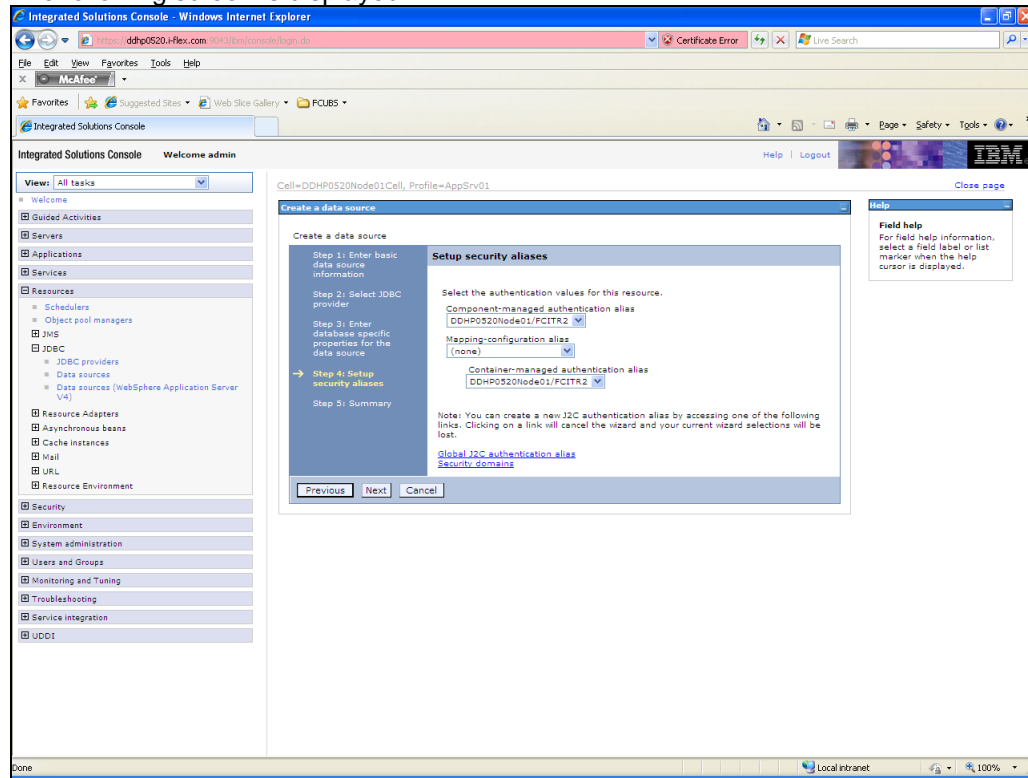 Integrated Solutions Console - Windows Internet Explorer
https://ddhp0520.i-flex.com:9043/ibm/console/login.do
Certificate Error
Live Search
File Edit View Favorites Tools Help
x McAfee
Favorites Suggested Sites Web Slice Gallery FCUBS
Integrated Solutions Console
Page Safety Tools
Integrated Solutions Console Welcome admin
Help | Logout
IBM.
View: All tasks
Welcome
Guided Activities
Servers
Applications
Services
Resources
Schedulers
Object pool managers
JMS
JDBC
JDBC providers
Data sources
Data sources (WebSphere Application Server
V4)
Resource Adapters
Asynchronous beans
Cache instances
Mail
URL
Resource Environment
Security
Environment
System administration
Users and Groups
Monitoring and Tuning
Troubleshooting
Service integration
UDDI
Cell=DDHP0520Node01Cell, Profile=AppSrv01
Close page
Create a data source
Create a data source
Step 1: Enter basic
data source
information
Step 2: Select JDBC
provider
Step 3: Enter
database specific
properties for the
data source
Step 4: Setup
security aliases
Step 5: Summary
Setup security aliases
Select the authentication values for this resource.
Component-managed authentication alias
DDHP0520Node01/FCITR2
Mapping-configuration alias
(none)
Container-managed authentication alias
DDHP0520Node01/FCITR2
Note: You can create a new J2C authentication alias by accessing one of the following
links. Clicking on a link will cancel the wizard and your current wizard selections will be
lost.
Global J2C authentication alias
Security domains
Previous Next Cancel
Help
Field help
For field help information,
select a field label or list
marker when the help
cursor is displayed.
Done
Local intranet
100%